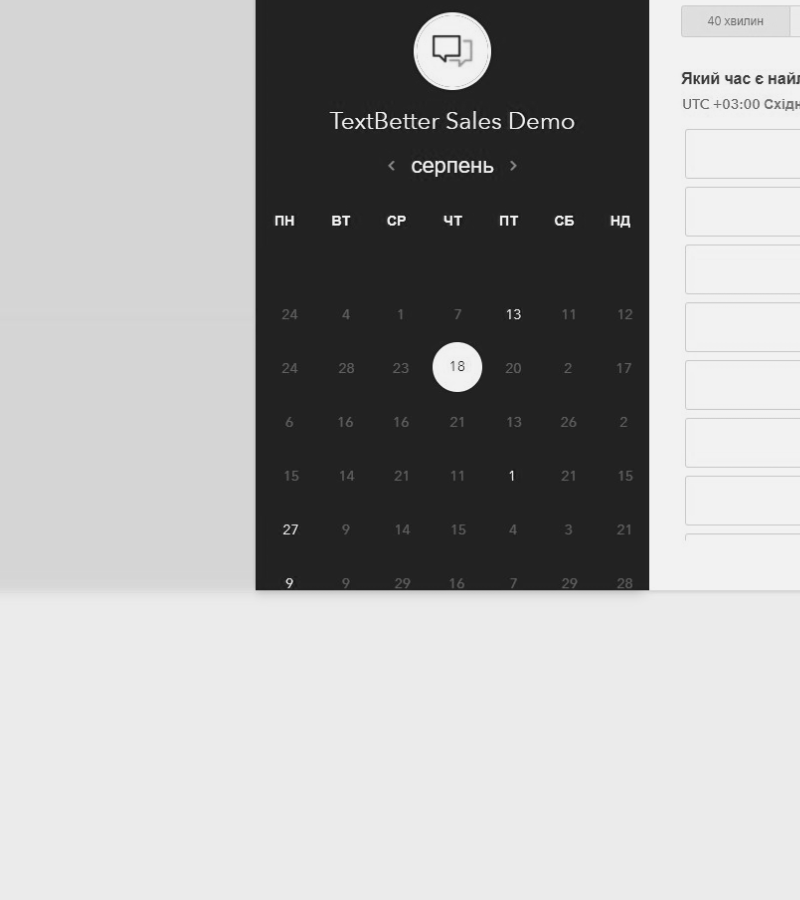 40 хвилин
TextBetter Sales Demo
Який час є
UTC +03:00
серпень
ПН ВТ СР ЧТ ПТ СБ НД
24 4 1 7 13 11 12
24 28 23 18 20 2 17
6 16 16 21 13 26 2
15 14 21 11 1 21 15
27 9 14 15 4 3 21
9 9 29 16 7 29 28